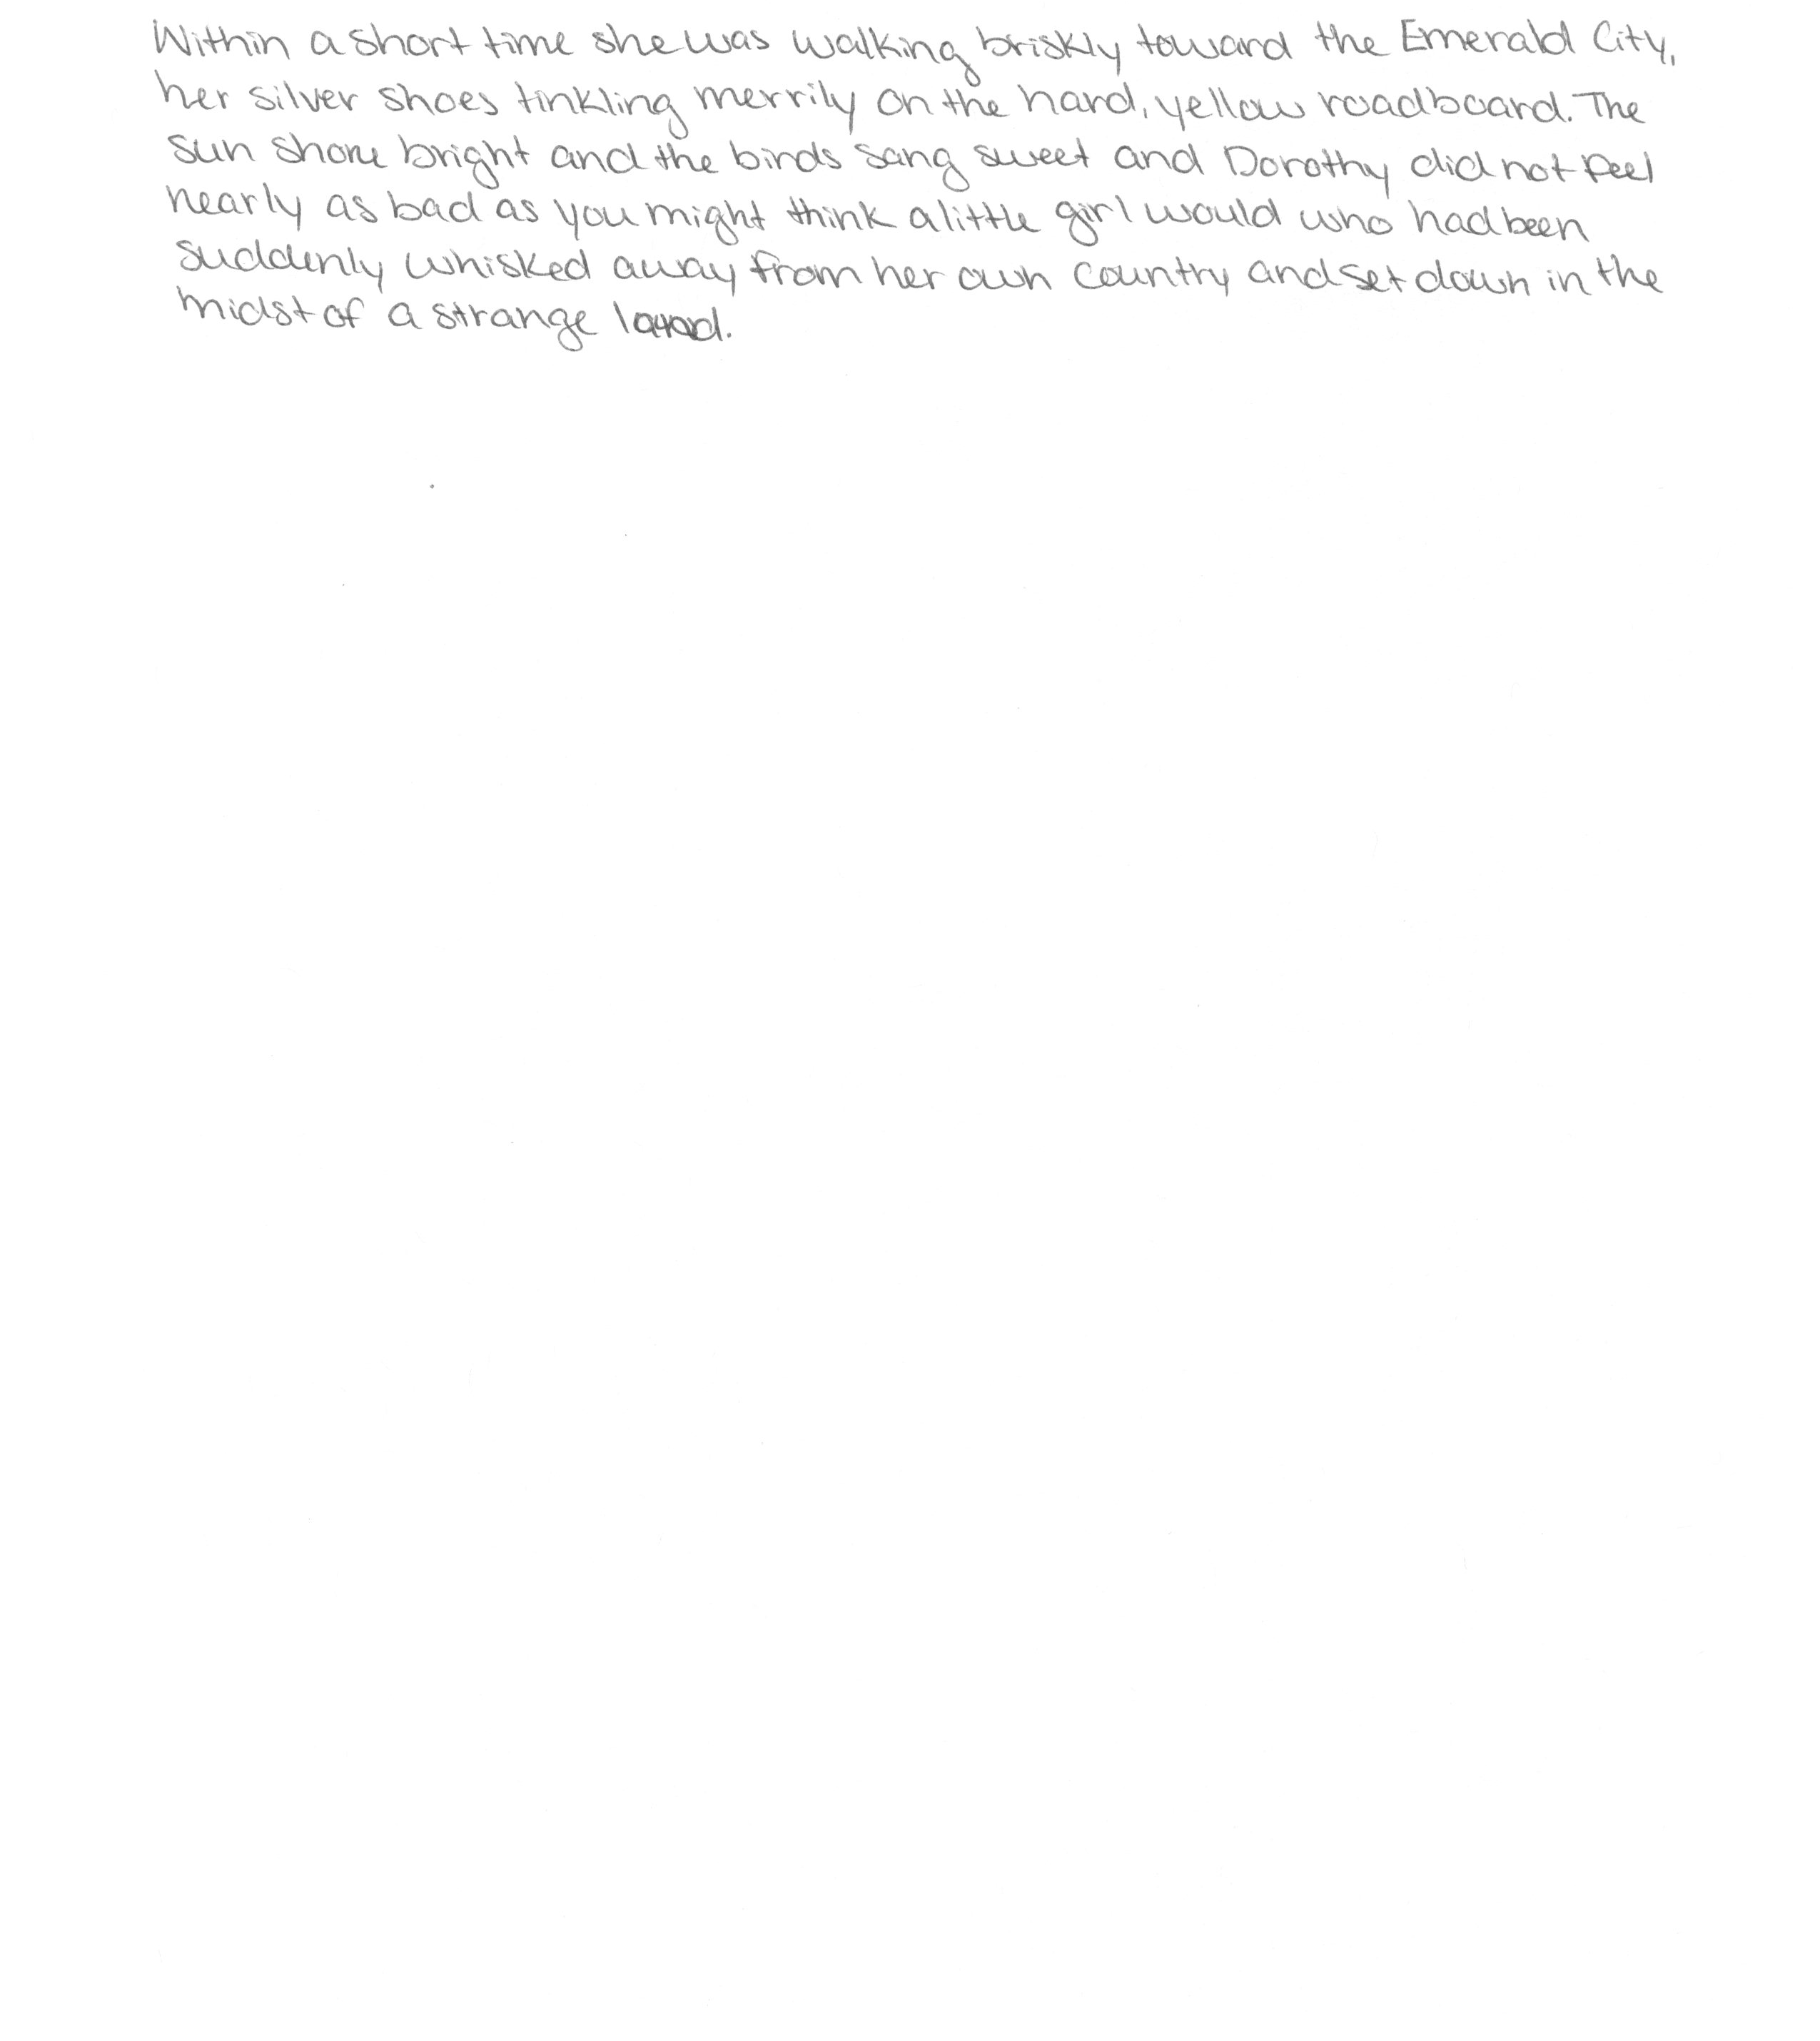 Within a short time she was walking briskly toward the Emerald City,
her silver shoes tinkling merrily on the hard, yellow roadboard. The
sun shone bright and the birds sang sweet and Dorothy did not feel
nearly as bad as you might think a little girl would who had been
suddenly whisked away from her own country and set down in the
midst of a strange land.